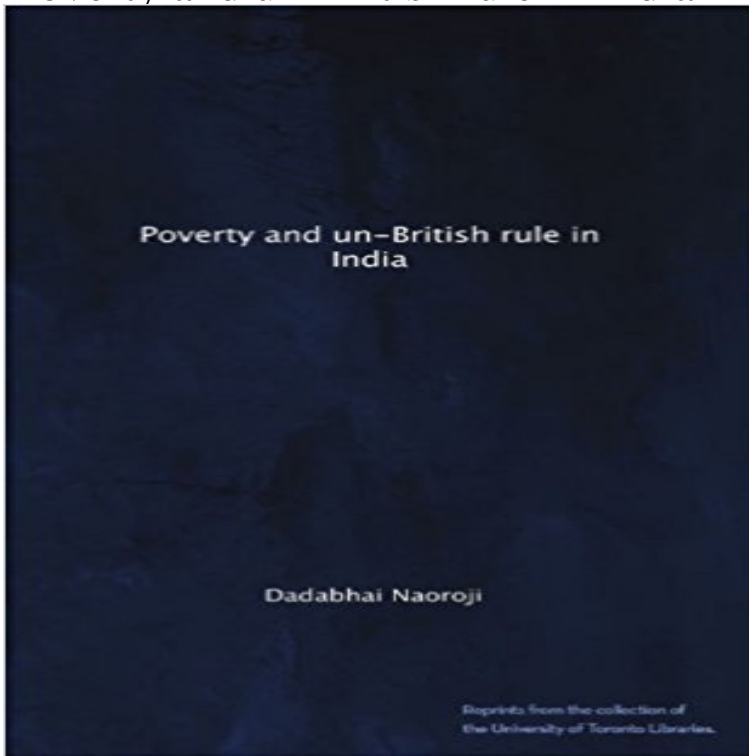 Poverty and un-British rule in
India
Dadabhai Naoroji
Reprints from the collection of
the University of Toronto Libraries.